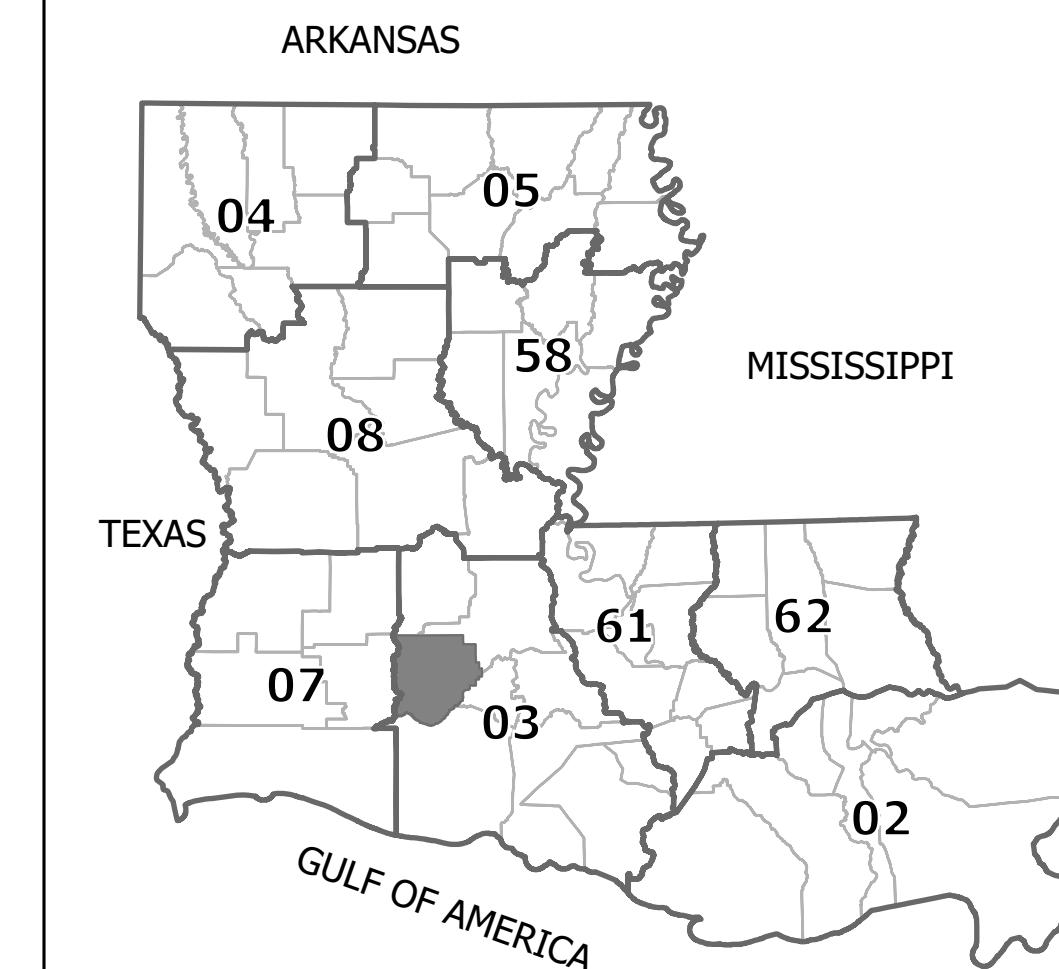 ARKANSAS
05
04
58
MISSISSIPPI
08
TEXAS
62
61
07
03
02
GULF OF AMERICA